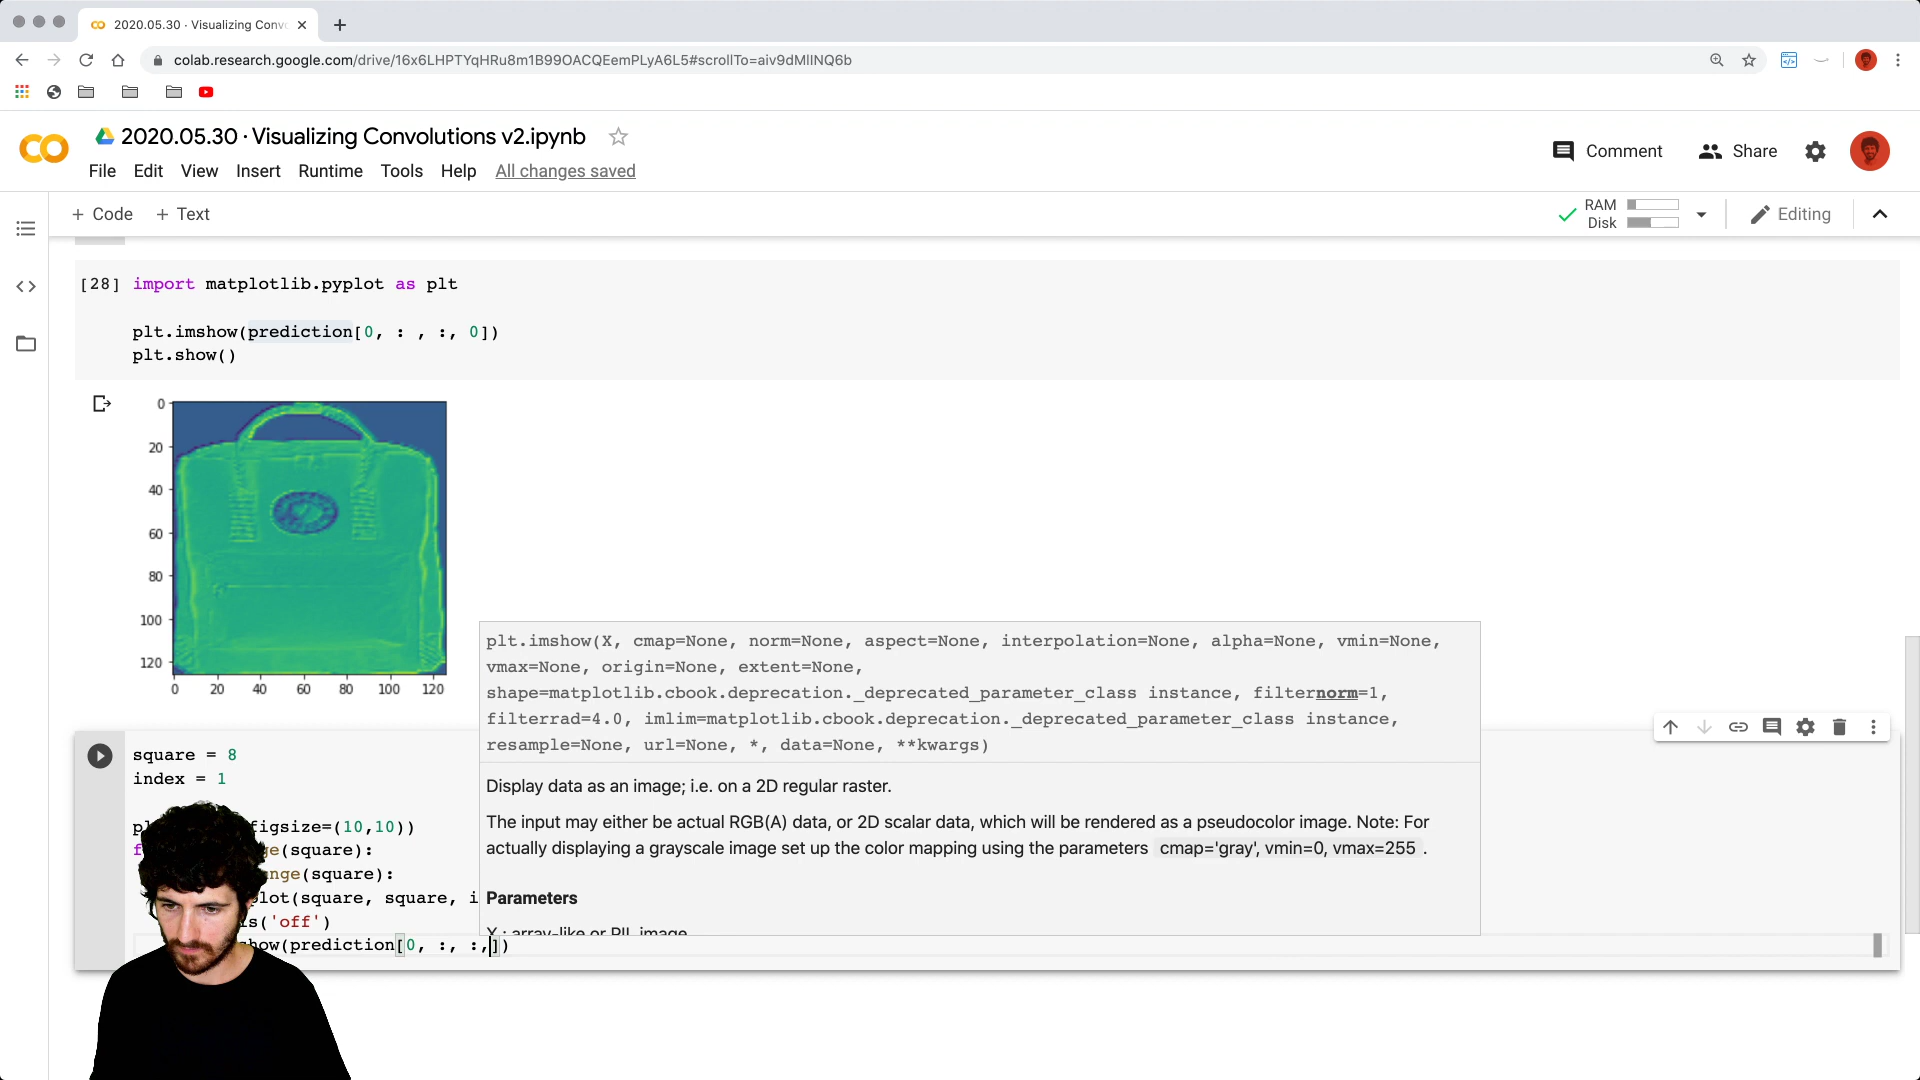 2020.05.30 · Visualizing Conv
colab.research.google.com/drive/16x6LHPTYqHRu8m1B99OACQEemPLyA6L5#scrollTo=aiv9dMlINQ6b
2020.05.30 · Visualizing Convolutions v2.ipynb
Comment
Share
File Edit View Insert Runtime Tools Help All changes saved
+ Code + Text
RAM
Disk
Editing
[28] import matplotlib.pyplot as plt
plt.imshow(prediction[0, : , :, 0])
plt.show()
0
20
40
60
80
100
120
0 20 40 60 80 100 120
plt.imshow(X, cmap=None, norm=None, aspect=None, interpolation=None, alpha=None, vmin=None,
vmax=None, origin=None, extent=None,
shape=matplotlib.cbook.deprecation._deprecated_parameter_class instance, filternorm=1,
filterrad=4.0, imlim=matplotlib.cbook.deprecation._deprecated_parameter_class instance,
resample=None, url=None, *, data=None, **kwargs)
Display data as an image; i.e. on a 2D regular raster.
The input may either be actual RGB(A) data, or 2D scalar data, which will be rendered as a pseudocolor image. Note: For
actually displaying a grayscale image set up the color mapping using the parameters cmap='gray', vmin=0, vmax=255 .
Parameters
X : array-like or PIL image
square = 8
index = 1
figsize=(10,10))
ge(square):
nge(square):
lot(square, square, i
is('off')
show(prediction[0, :, :,])